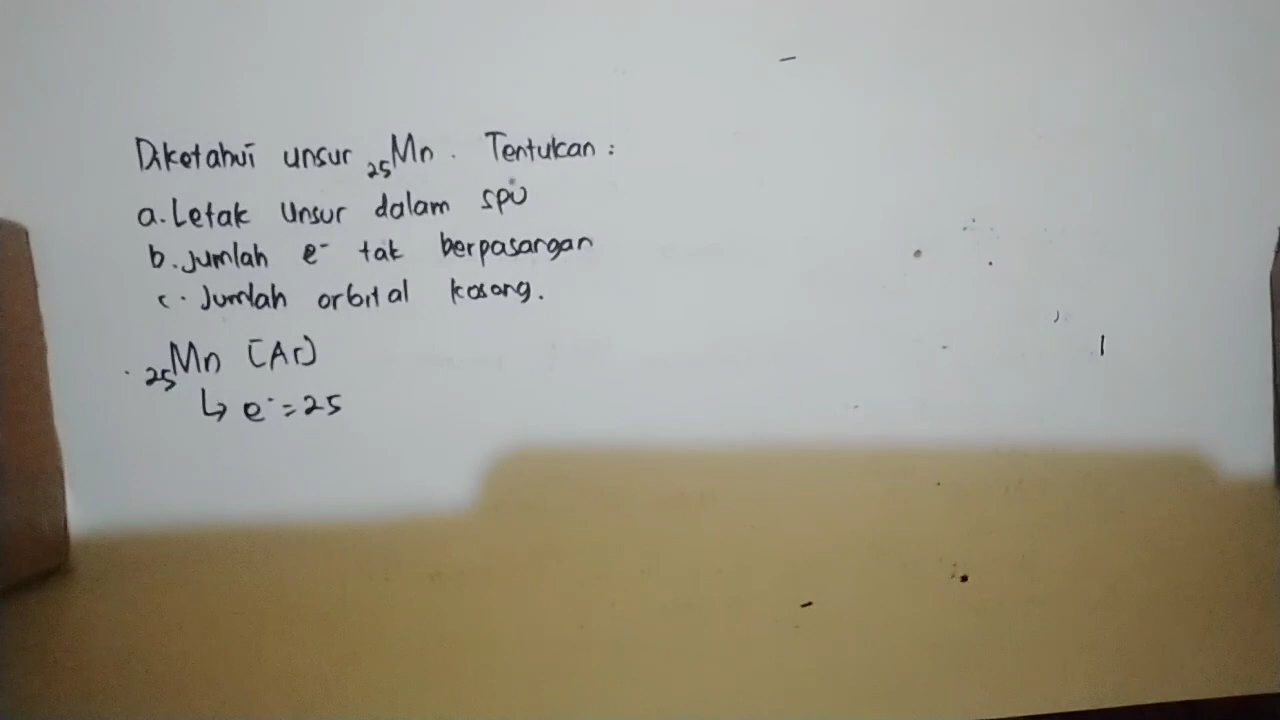 Diketahui unsur ₂₅Mn. Tentukan :
a. Letak Unsur dalam spu
b. Jumlah e⁻ tak berpasangan
c. Jumlah orbital kosong.
₂₅Mn [Ar]
↳ e⁻ = 25